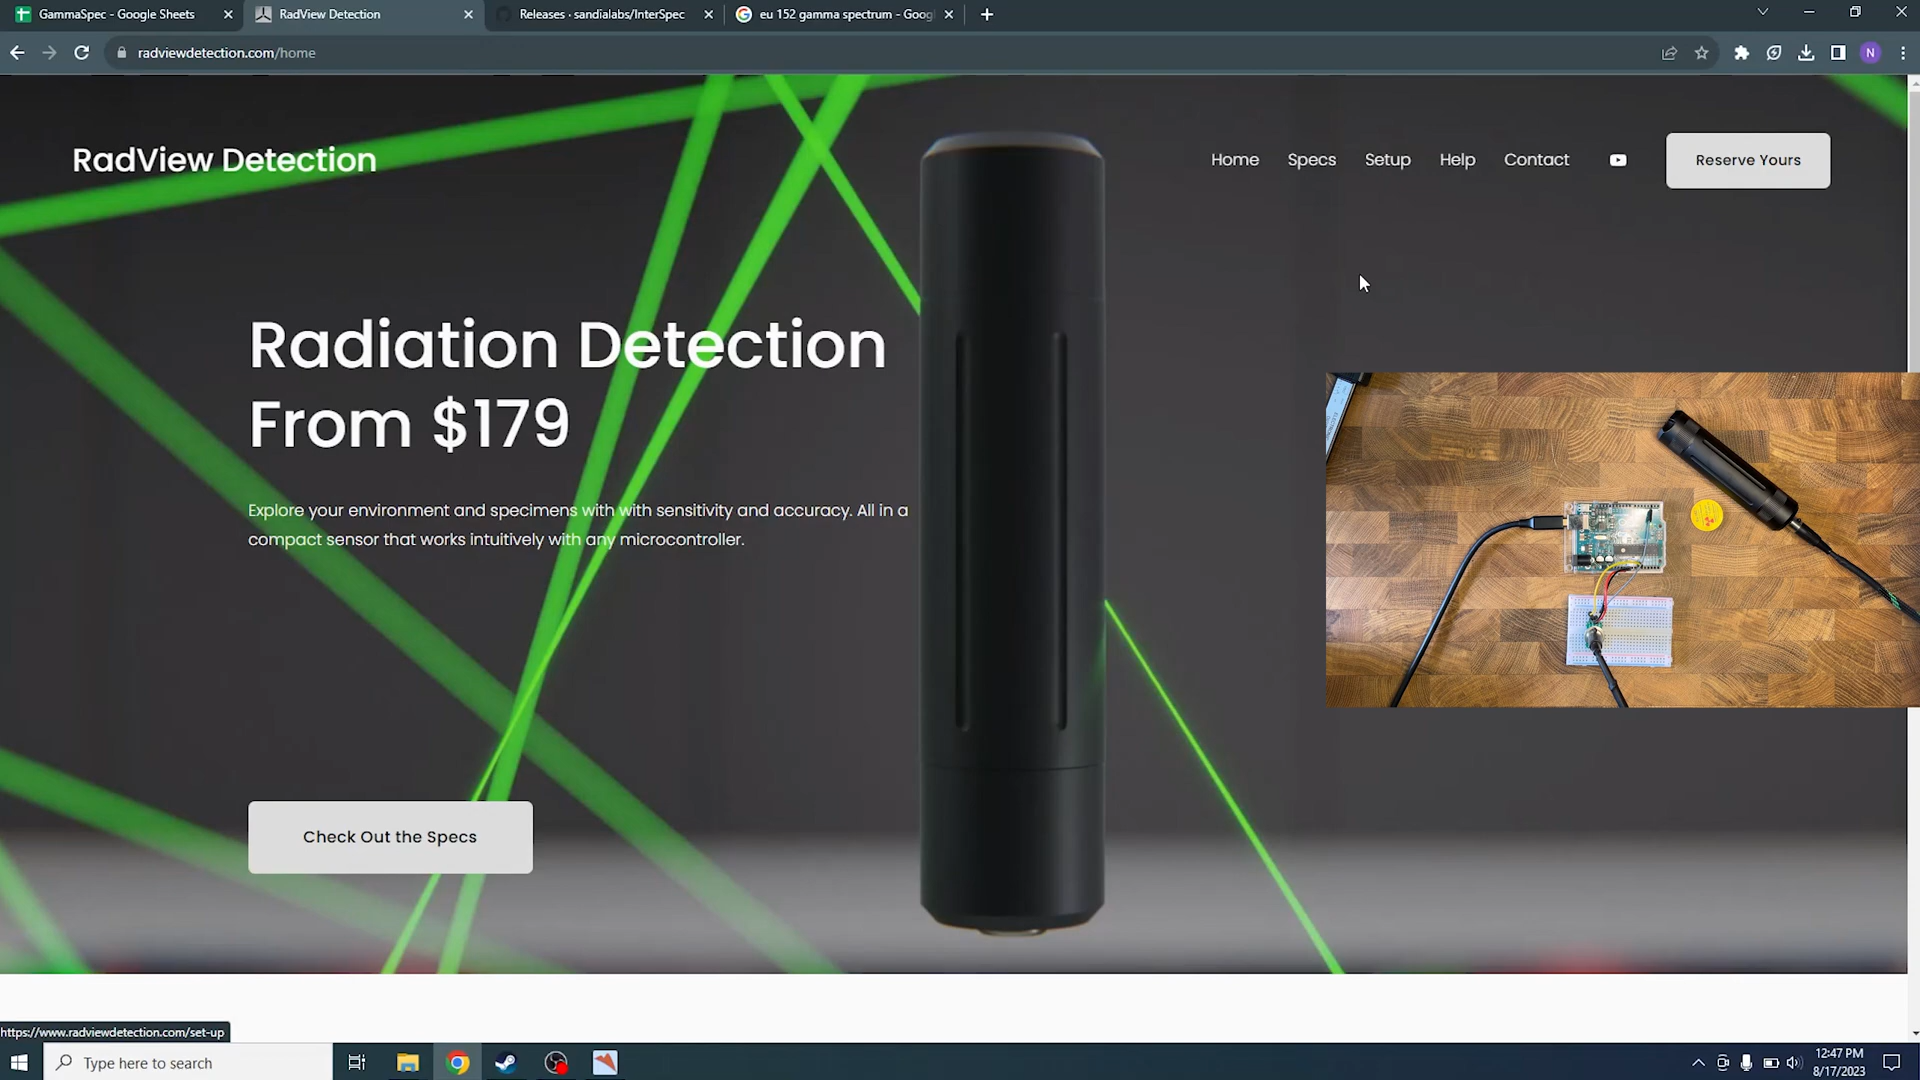 GammaSpec - Google Sheets
RadView Detection
Releases · sandialabs/InterSpec
eu 152 gamma spectrum - Goog
radviewdetection.com/home
N
RadView Detection
Home
Specs
Setup
Help
Contact
Reserve Yours
Radiation Detection
From $179
Explore your environment and specimens with with sensitivity and accuracy. All in a
compact sensor that works intuitively with any microcontroller.
Check Out the Specs
https://www.radviewdetection.com/set-up
Type here to search
12:47 PM
8/17/2023